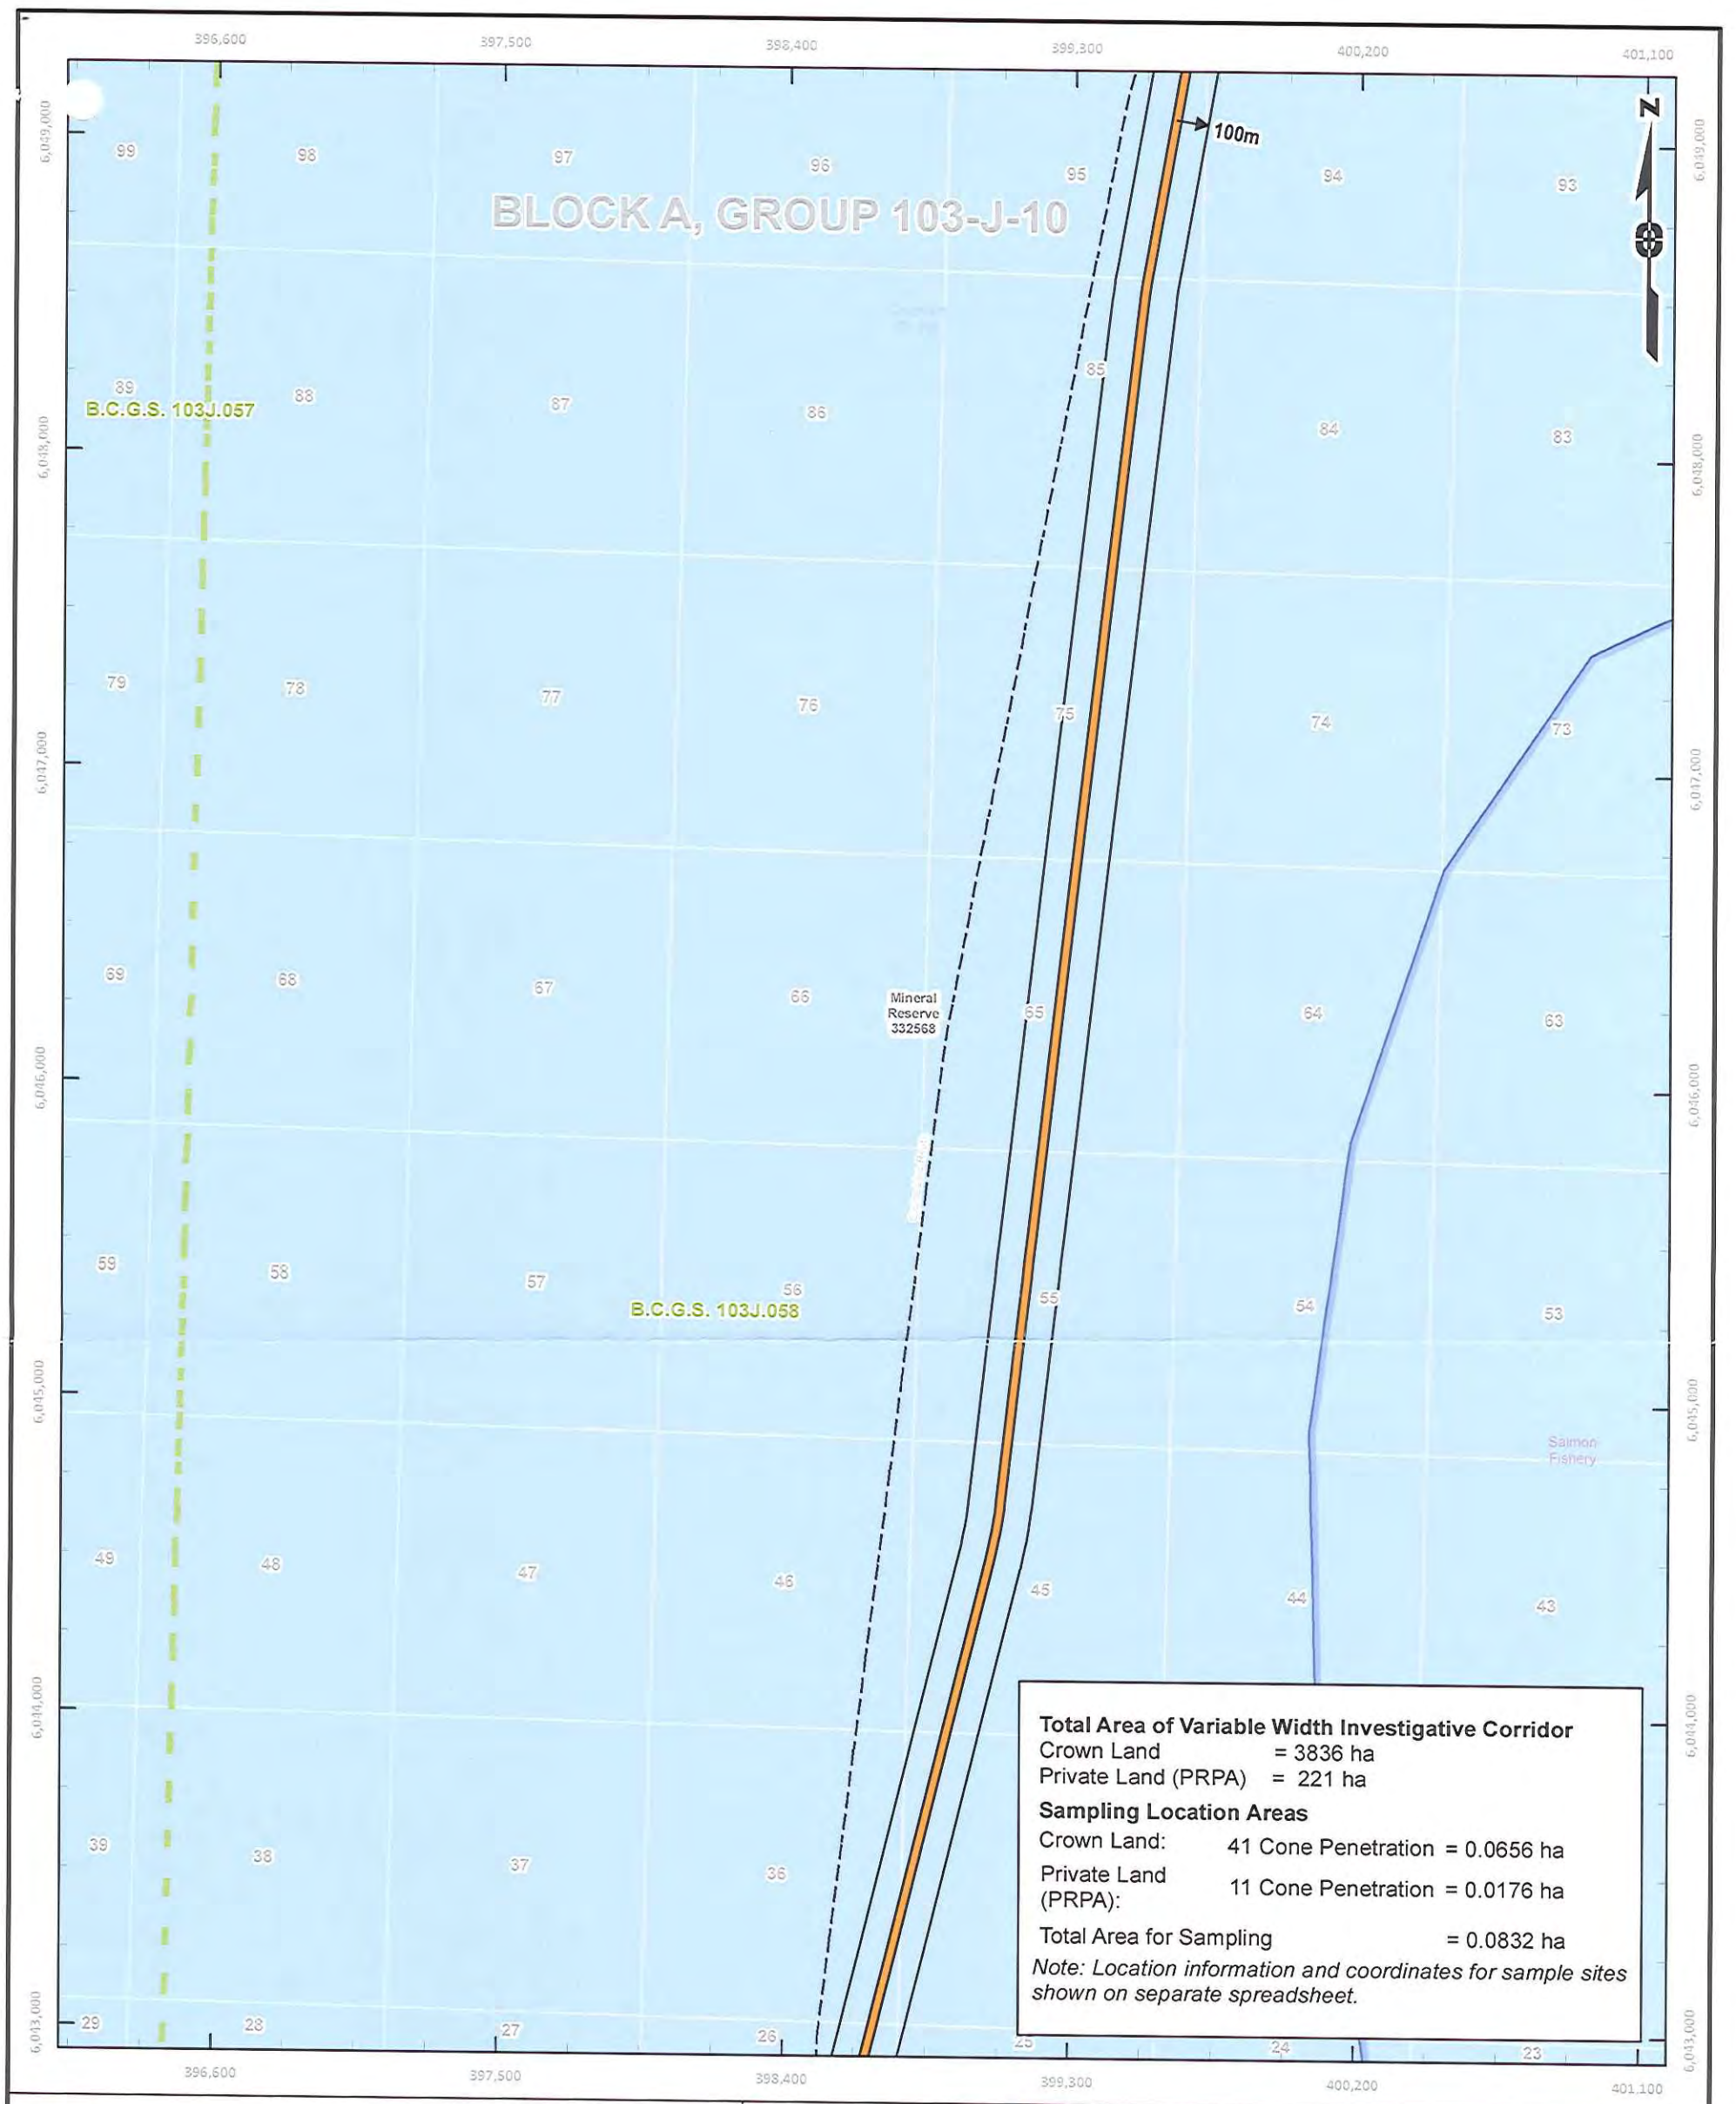 396,600 397,500 398,400 399,300 400,200 401,100
N
100m
6,049,000 6,049,000
99 98 97 96 95 94 93
BLOCK A, GROUP 103-J-10
85
89 88 87 86 84 83
B.C.G.S. 103J.057
6,048,000 6,048,000
79 78 77 76 75 74 73
6,047,000 6,047,000
69 68 67 66 65 64 63
Mineral
Reserve
332568
6,046,000 6,046,000
59 58 57 56 55 54 53
B.C.G.S. 103J.058
6,045,000 6,045,000
Salmon
Fishery
49 48 47 46 45 44 43
6,044,000 6,044,000
39 38 37 36
Total Area of Variable Width Investigative Corridor
Crown Land = 3836 ha
Private Land (PRPA) = 221 ha
Sampling Location Areas
Crown Land: 41 Cone Penetration = 0.0656 ha
Private Land
(PRPA): 11 Cone Penetration = 0.0176 ha
Total Area for Sampling = 0.0832 ha
Note: Location information and coordinates for sample sites
shown on separate spreadsheet.
6,043,000 6,043,000
29 28 27 26 25 24 23
396,600 397,500 398,400 399,300 400,200 401,100